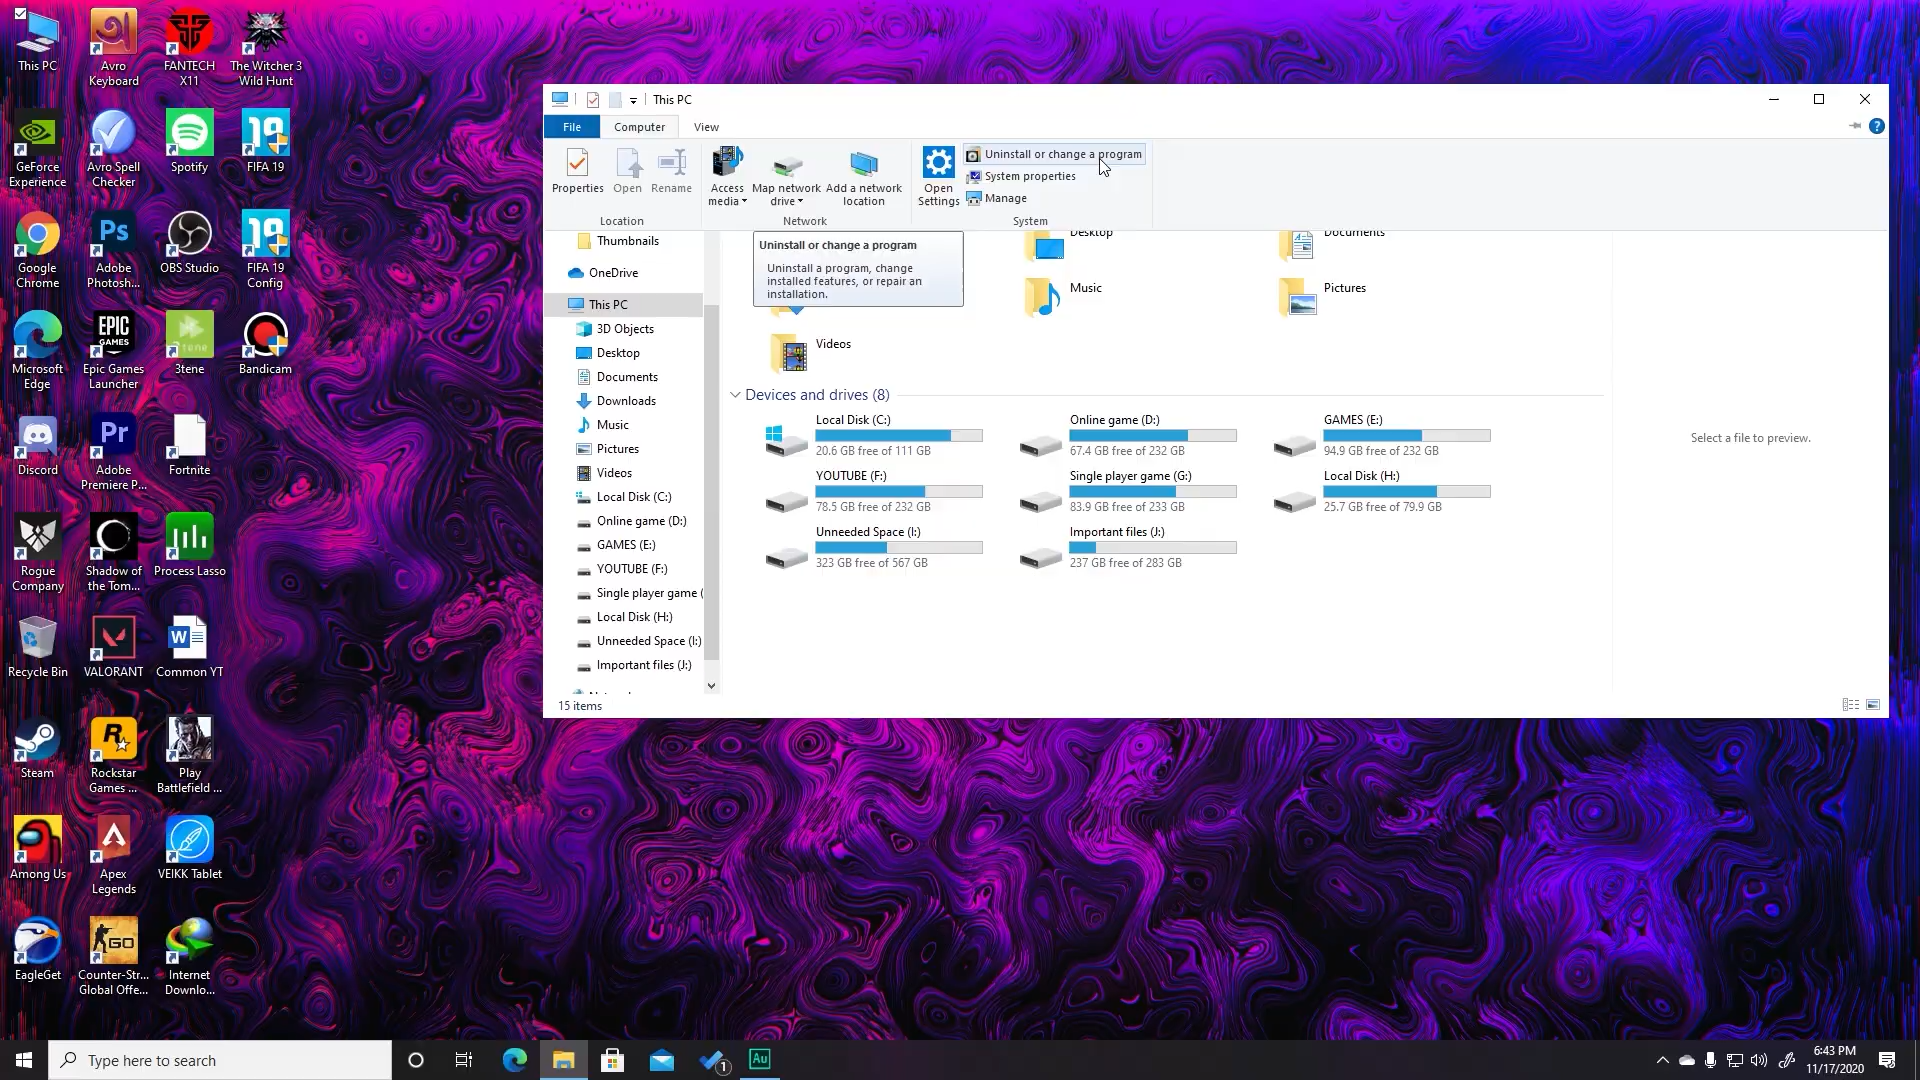 This PC
Avro
Keyboard
FANTECH
X11
The Witcher 3
Wild Hunt
GeForce
Experience
Avro Spell
Checker
Spotify
19
FIFA 19
Google
Chrome
Ps
Adobe
Photosh...
OBS Studio
19
FIFA 19
Config
Microsoft
Edge
EPIC
GAMES
Epic Games
Launcher
3tene
3tene
Bandicam
Discord
Pr
Adobe
Premiere P...
Fortnite
Rogue
Company
Shadow of
the Tom...
Process Lasso
Recycle Bin
VALORANT
W
Common YT
Steam
R
Rockstar
Games ...
Play
Battlefield ...
Among Us
Apex
Legends
VEIKK Tablet
EagleGet
GO
Counter-Str...
Global Offe...
Internet
Downlo...
This PC
File
Computer
View
?
Properties
Open
Rename
Location
Access
media
Map network
drive
Add a network
location
Network
Open
Settings
Uninstall or change a program
System properties
Manage
System
Uninstall or change a program
Uninstall a program, change
installed features, or repair an
installation.
Thumbnails
OneDrive
This PC
3D Objects
Desktop
Documents
Downloads
Music
Pictures
Videos
Local Disk (C:)
Online game (D:)
GAMES (E:)
YOUTUBE (F:)
Single player game (
Local Disk (H:)
Unneeded Space (I:)
Important files (J:)
Desktop
Documents
Music
Pictures
Videos
Devices and drives (8)
Local Disk (C:)
20.6 GB free of 111 GB
Online game (D:)
67.4 GB free of 232 GB
GAMES (E:)
94.9 GB free of 232 GB
YOUTUBE (F:)
78.5 GB free of 232 GB
Single player game (G:)
83.9 GB free of 233 GB
Local Disk (H:)
25.7 GB free of 79.9 GB
Unneeded Space (I:)
323 GB free of 567 GB
Important files (J:)
237 GB free of 283 GB
Select a file to preview.
15 items
Type here to search
1
Au
6:43 PM
11/17/2020